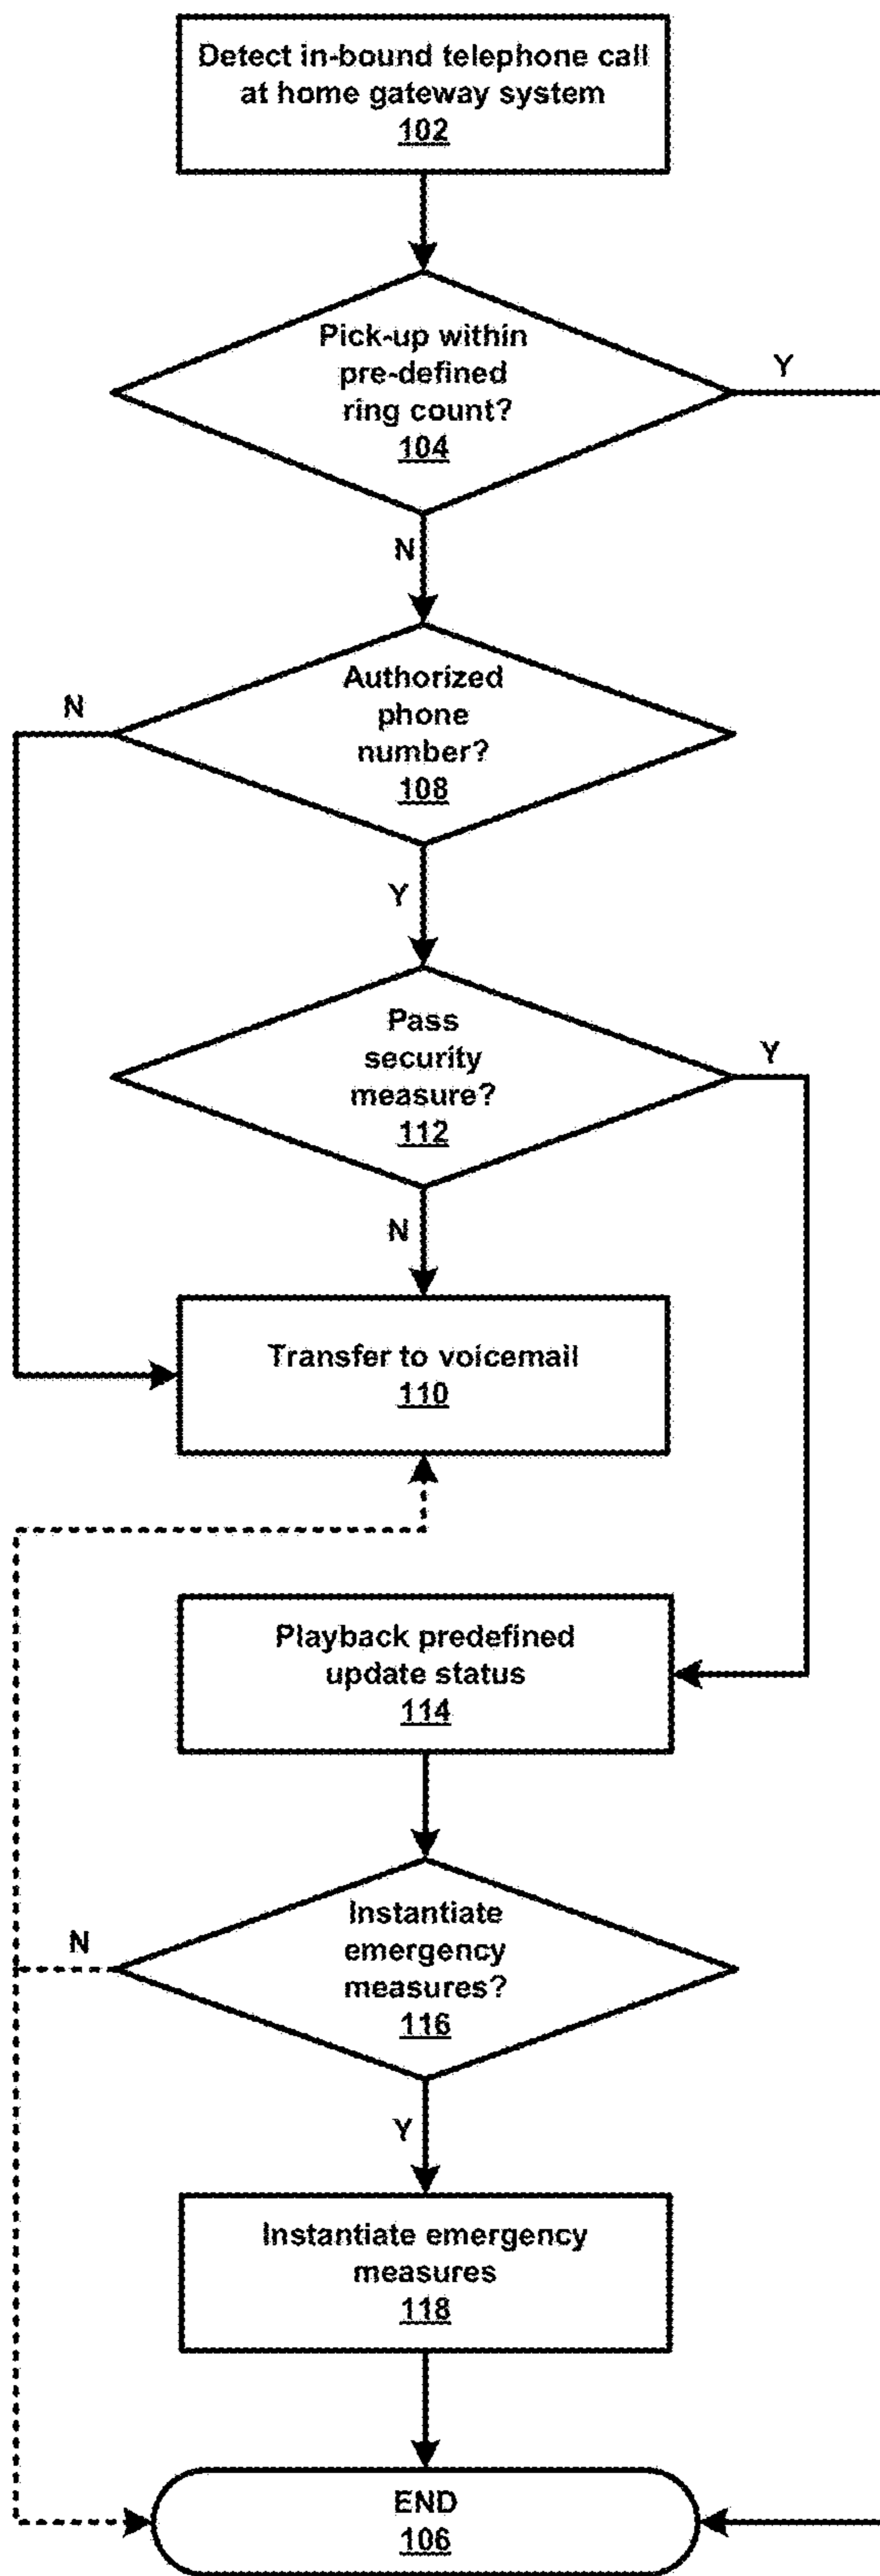 Detect in-bound telephone call
at home gateway system
102
Pick-up within
pre-defined
ring count?
104
Y
N
Authorized
phone
number?
108
N
Y
Pass
security
measure?
112
Y
N
Transfer to voicemail
110
Playback predefined
update status
114
Instantiate
emergency
measures?
116
N
Y
Instantiate emergency
measures
118
END
106